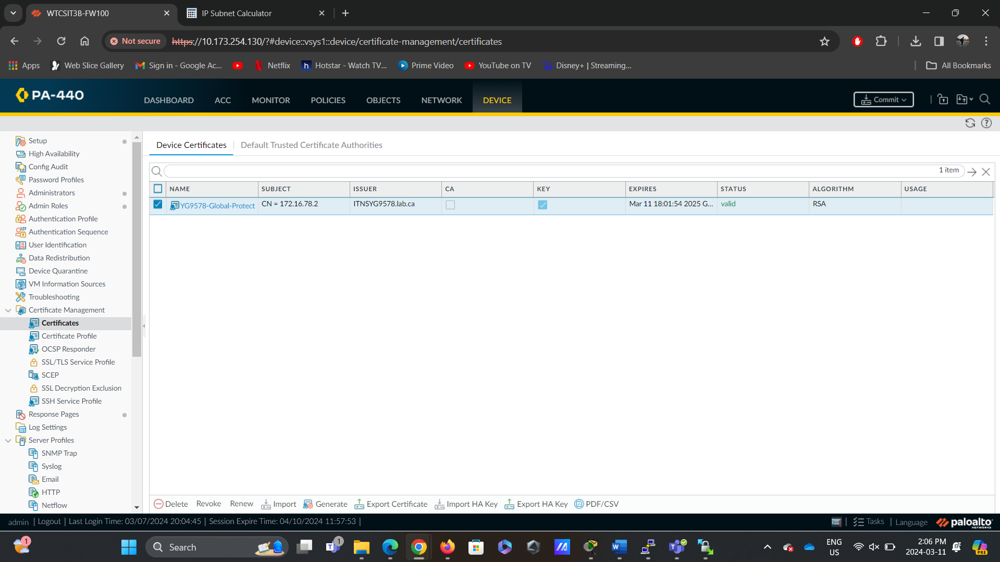 WTCSIT3B-FW100
IP Subnet Calculator
Not secure
https://10.173.254.130/?#device::vsys1::device/certificate-management/certificates
Apps
Web Slice Gallery
Sign in - Google Ac...
Netflix
h Hotstar - Watch TV...
Prime Video
YouTube on TV
Disney+ | Streaming...
All Bookmarks
PA-440
DASHBOARD
ACC
MONITOR
POLICIES
OBJECTS
NETWORK
DEVICE
Commit
Setup
High Availability
Config Audit
Password Profiles
Administrators
Admin Roles
Authentication Profile
Authentication Sequence
User Identification
Data Redistribution
Device Quarantine
VM Information Sources
Troubleshooting
Certificate Management
Certificates
Certificate Profile
OCSP Responder
SSL/TLS Service Profile
SCEP
SSL Decryption Exclusion
SSH Service Profile
Response Pages
Log Settings
Server Profiles
SNMP Trap
Syslog
Email
HTTP
Netflow
Device Certificates
Default Trusted Certificate Authorities
1 item
NAME SUBJECT ISSUER CA KEY EXPIRES STATUS ALGORITHM USAGE
YG9578-Global-Protect CN = 172.16.78.2 ITNSYG9578.lab.ca Mar 11 18:01:54 2025 G... valid RSA
Delete Revoke Renew Import Generate Export Certificate Import HA Key Export HA Key PDF/CSV
admin | Logout | Last Login Time: 03/07/2024 20:04:45 | Session Expire Time: 04/10/2024 11:57:53 |
Tasks | Language
paloalto
NETWORKS
1
Search
1
ENG
US
2:06 PM
2024-03-11
PRE